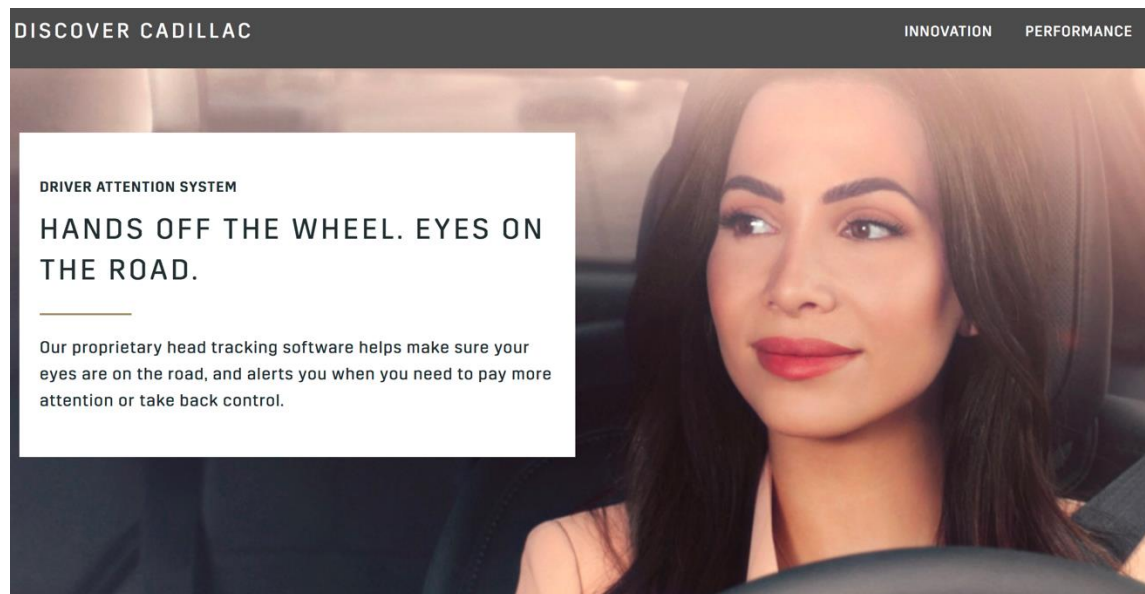 DISCOVER CADILLAC
INNOVATION PERFORMANCE
DRIVER ATTENTION SYSTEM
HANDS OFF THE WHEEL. EYES ON
THE ROAD.
Our proprietary head tracking software helps make sure your
eyes are on the road, and alerts you when you need to pay more
attention or take back control.